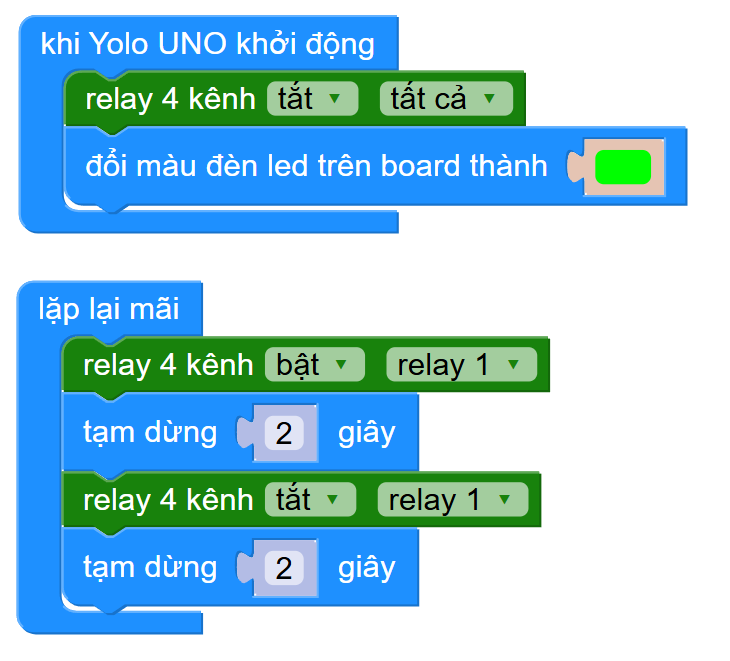 khi Yolo UNO khởi động
relay 4 kênh tắt tất cả
đổi màu đèn led trên board thành
lặp lại mãi
relay 4 kênh bật relay 1
tạm dừng 2 giây
relay 4 kênh tắt relay 1
tạm dừng 2 giây